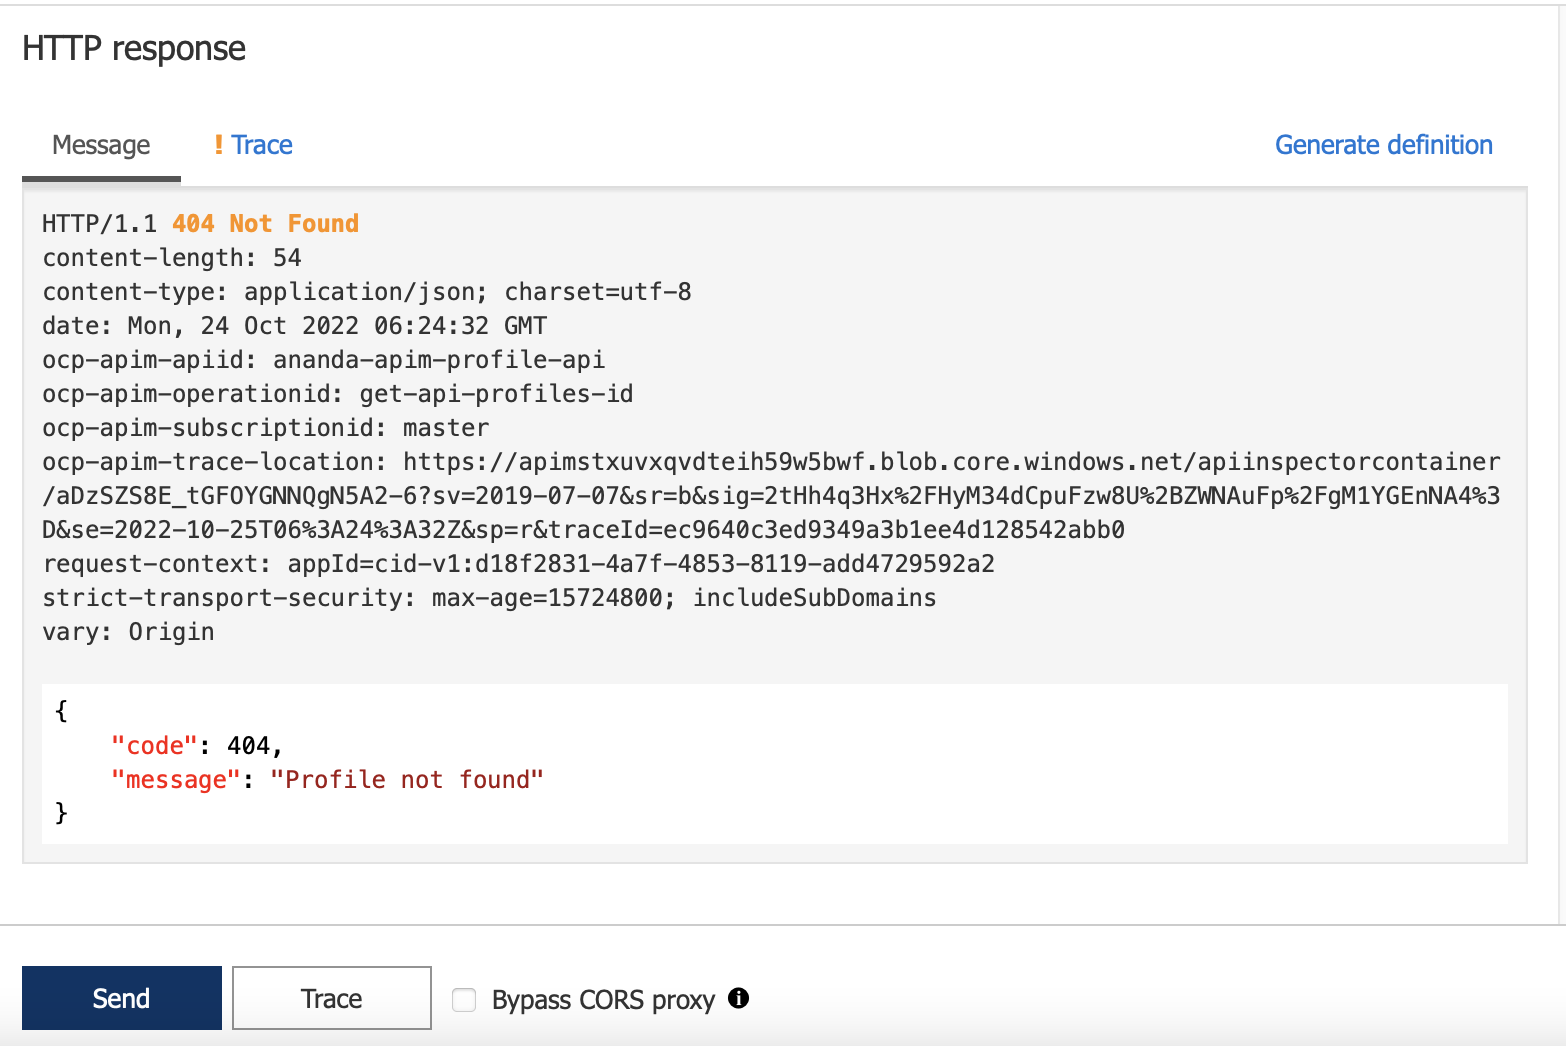 HTTP response
Message
! Trace
Generate definition
HTTP/1.1 404 Not Found
content-length: 54
content-type: application/json; charset=utf-8
date: Mon, 24 Oct 2022 06:24:32 GMT
ocp-apim-apiid: ananda-apim-profile-api
ocp-apim-operationid: get-api-profiles-id
ocp-apim-subscriptionid: master
ocp-apim-trace-location: https://apimstxuvxqvdteih59w5bwf.blob.core.windows.net/apiinspectorcontainer
/aDzSZS8E_tGFOYGNNQgN5A2-6?sv=2019-07-07&sr=b&sig=2tHh4q3Hx%2FHyM34dCpuFzw8U%2BZWNAuFp%2FgM1YGEnNA4%3
D&se=2022-10-25T06%3A24%3A32Z&sp=r&traceId=ec9640c3ed9349a3b1ee4d128542abb0
request-context: appId=cid-v1:d18f2831-4a7f-4853-8119-add4729592a2
strict-transport-security: max-age=15724800; includeSubDomains
vary: Origin
{
"code": 404,
"message": "Profile not found"
}
Send
Trace
Bypass CORS proxy i